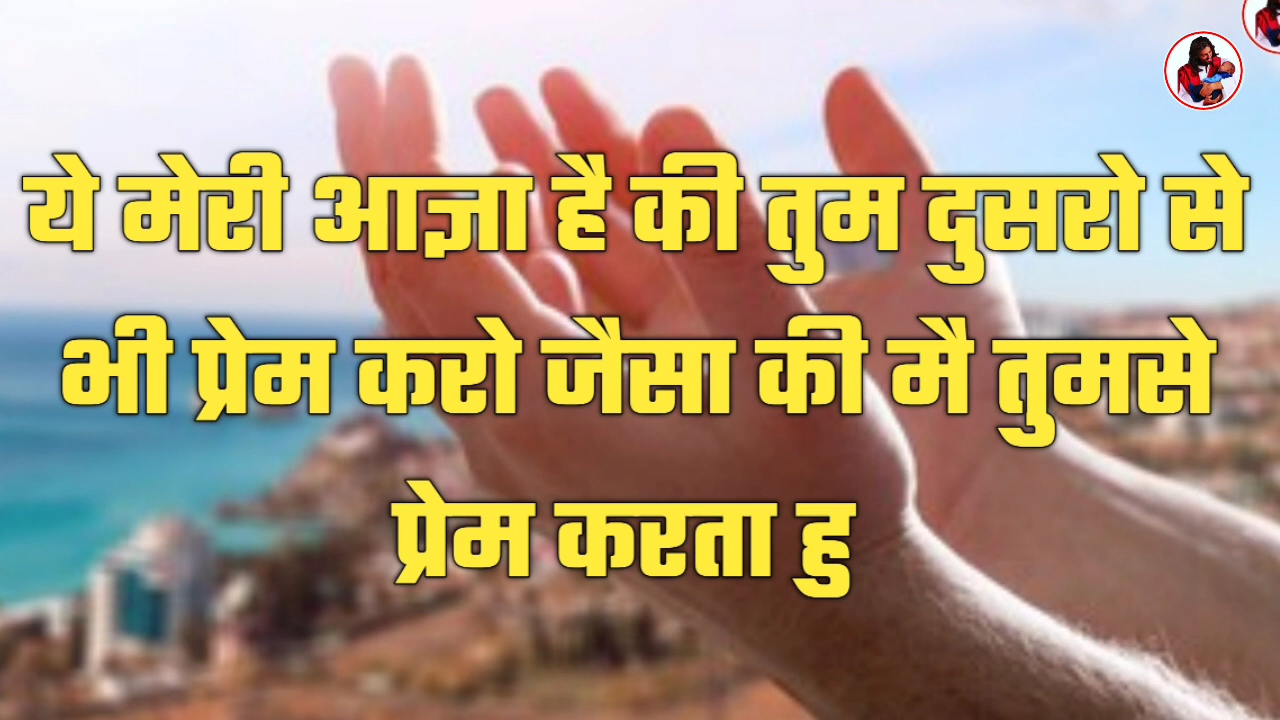 ये मेरी आज्ञा है की तुम दुसरो से
भी प्रेम करो जैसा की मै तुमसे
प्रेम करता हु